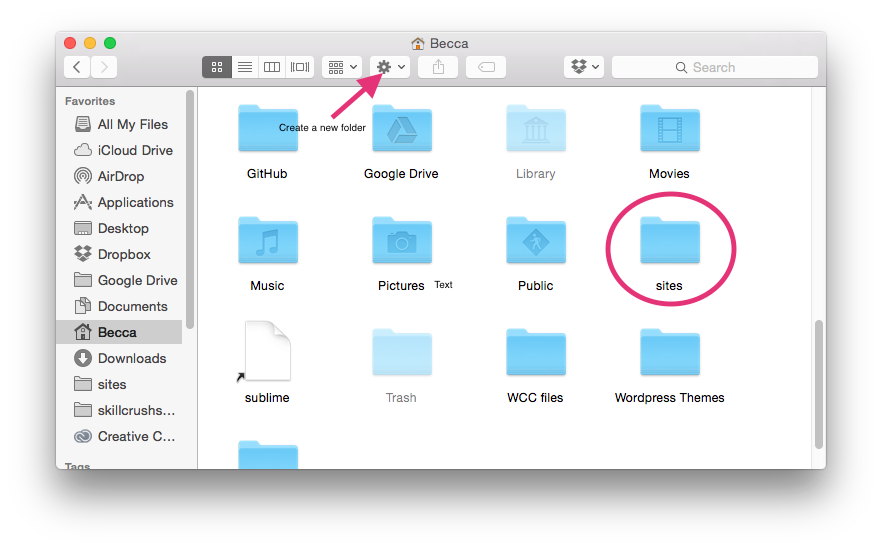 Becca
Search
Favorites
All My Files
iCloud Drive
AirDrop
Applications
Desktop
Dropbox
Google Drive
Documents
Becca
Downloads
sites
skillcrushs...
Creative C...
Tags
Create a new folder
GitHub
Google Drive
Library
Movies
Music
Pictures
Text
Public
sites
sublime
Trash
WCC files
Wordpress Themes